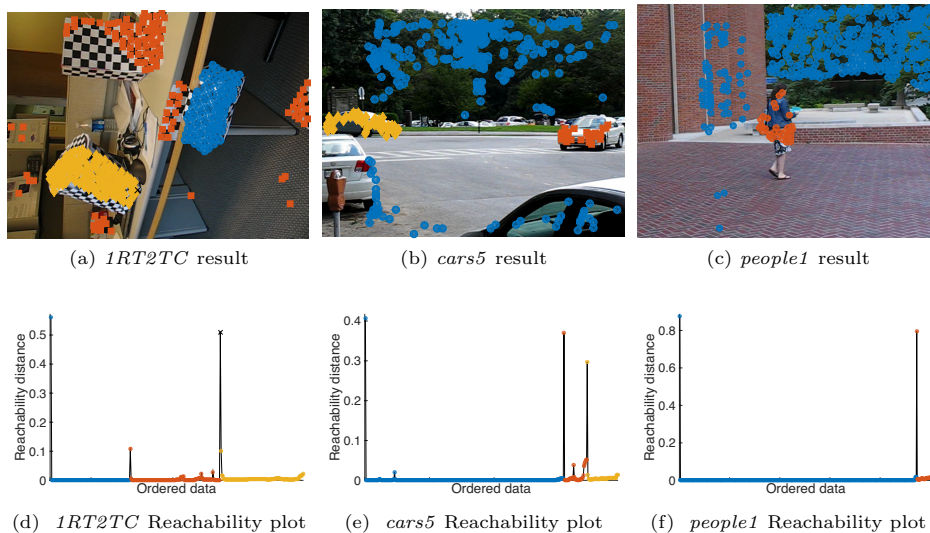 (a) 1RT2TC result
(b) cars5 result
(c) people1 result
Reachability distance
0.5
0.4
0.3
0.2
0.1
0
Ordered data
Reachability distance
0.4
0.3
0.2
0.1
0
Ordered data
Reachability distance
0.8
0.6
0.4
0.2
0
Ordered data
(d) 1RT2TC Reachability plot
(e) cars5 Reachability plot
(f) people1 Reachability plot